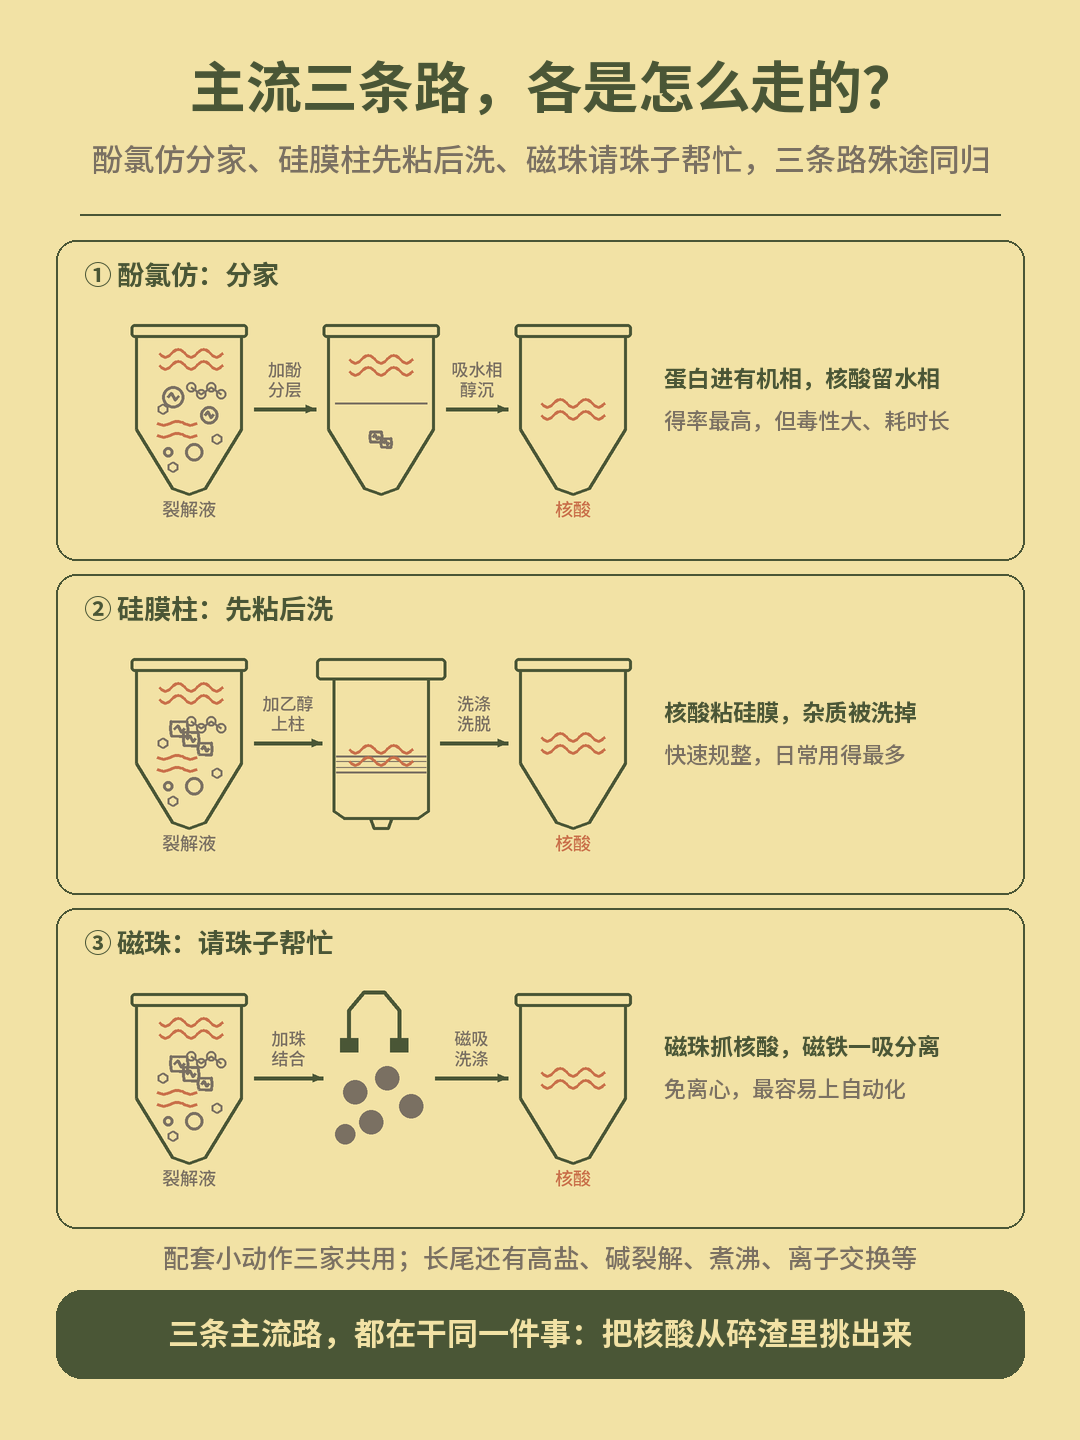 主流三条路，各是怎么走的？
酚氯仿分家、硅膜柱先粘后洗、磁珠请珠子帮忙，三条路殊途同归
① 酚氯仿：分家
加酚
分层
吸水相
醇沉
裂解液
核酸
蛋白进有机相，核酸留水相
得率最高，但毒性大、耗时长
② 硅膜柱：先粘后洗
加乙醇
上柱
洗涤
洗脱
裂解液
核酸
核酸粘硅膜，杂质被洗掉
快速规整，日常用得最多
③ 磁珠：请珠子帮忙
加珠
结合
磁吸
洗涤
裂解液
核酸
磁珠抓核酸，磁铁一吸分离
免离心，最容易上自动化
配套小动作三家共用；长尾还有高盐、碱裂解、煮沸、离子交换等
三条主流路，都在干同一件事：把核酸从碎渣里挑出来